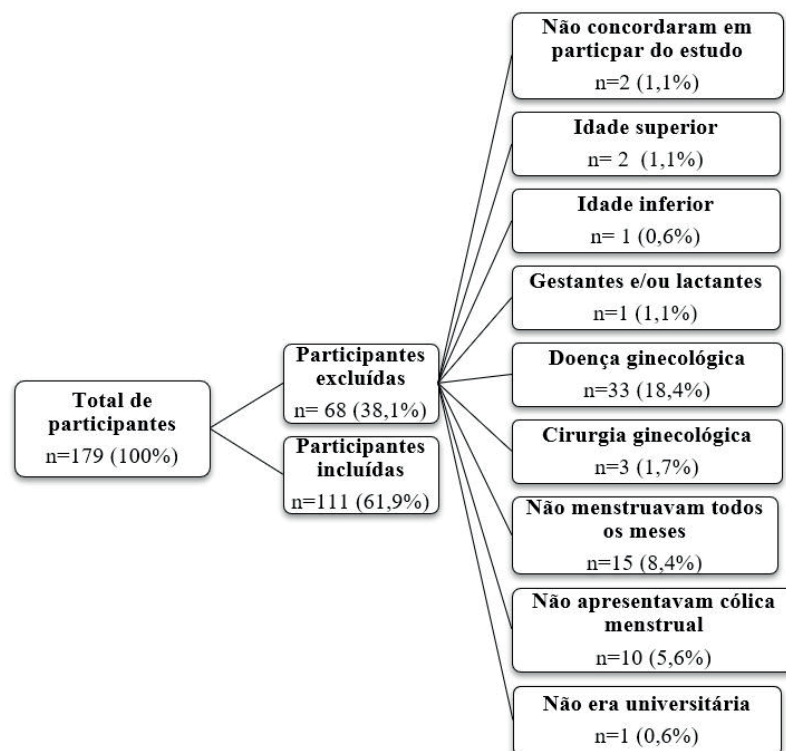 Total de
participantes
n=179 (100%)
Participantes
excluídas
n= 68 (38,1%)
Participantes
incluídas
n=111 (61,9%)
Não concordaram em
particpar do estudo
n=2 (1,1%)
Idade superior
n= 2 (1,1%)
Idade inferior
n= 1 (0,6%)
Gestantes e/ou lactantes
n=1 (1,1%)
Doença ginecológica
n=33 (18,4%)
Cirurgia ginecológica
n=3 (1,7%)
Não menstruavam todos
os meses
n=15 (8,4%)
Não apresentavam cólica
menstrual
n=10 (5,6%)
Não era universitária
n=1 (0,6%)